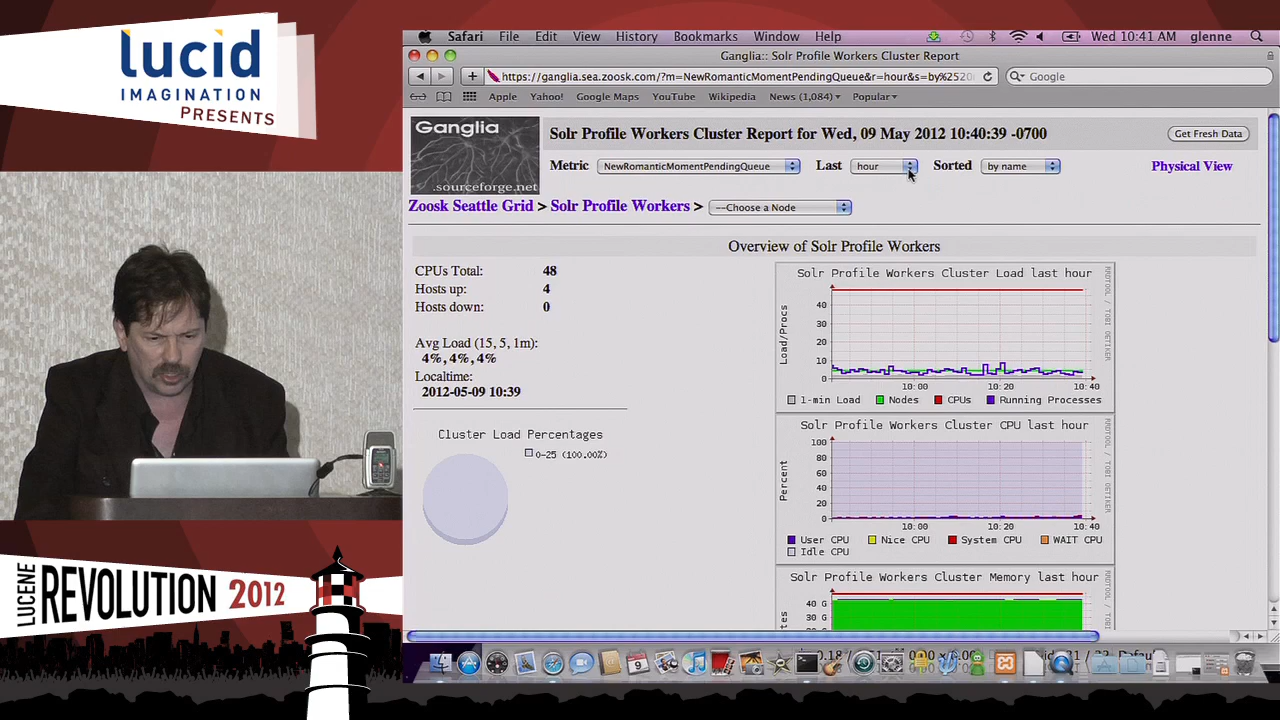 lucid
IMAGINATION
PRESENTS
LUCENE
REVOLUTION 2012
Safari File Edit View History Bookmarks Window Help Wed 10:41 AM glenne
Ganglia:: Solr Profile Workers Cluster Report
https://ganglia.sea.zoosk.com/?m=NewRomanticMomentPendingQueue&r=hour&s=by%2520
Google
Apple Yahoo! Google Maps YouTube Wikipedia News (1,084) Popular
Ganglia
.sourceforge.net
Solr Profile Workers Cluster Report for Wed, 09 May 2012 10:40:39 -0700
Get Fresh Data
Metric NewRomanticMomentPendingQueue Last hour Sorted by name Physical View
Zoosk Seattle Grid > Solr Profile Workers > --Choose a Node
Overview of Solr Profile Workers
CPUs Total: 48
Hosts up: 4
Hosts down: 0
Avg Load (15, 5, 1m):
4%, 4%, 4%
Localtime:
2012-05-09 10:39
Cluster Load Percentages
0-25 (100.00%)
Solr Profile Workers Cluster Load last hour
Load/Procs
40
30
20
10
0
10:00 10:20 10:40
1-min Load Nodes CPUs Running Processes
RRDTOOL / TOBI OETIKER
Solr Profile Workers Cluster CPU last hour
Percent
100
80
60
40
20
0
10:00 10:20 10:40
User CPU Nice CPU System CPU WAIT CPU
Idle CPU
RRDTOOL / TOBI OETIKER
Solr Profile Workers Cluster Memory last hour
40 G
30 G